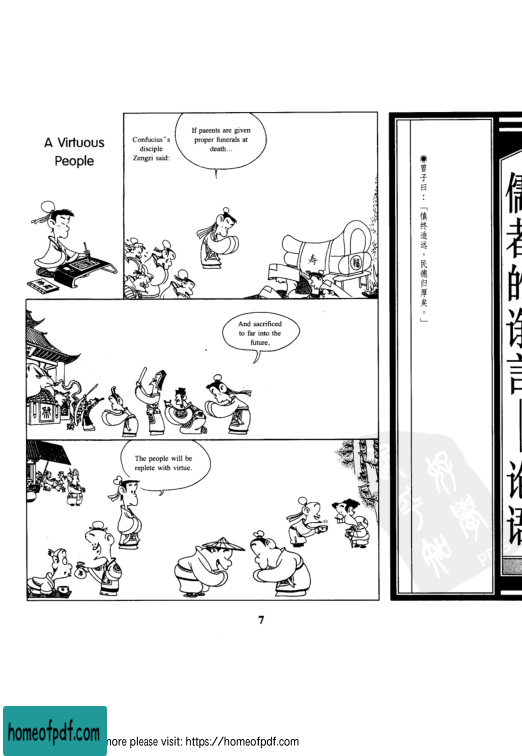 A Virtuous
People
Confucius's
disciple
Zengzi said:
If parents are given
proper funerals at
death...
寿
And sacrificed
to far into the
future,
The people will be
replete with virtue.
●曾子曰：「慎终追远，民德归厚矣。」
儒者的诤言—论语
7
homeofpdf.com
more please visit: https://homeofpdf.com